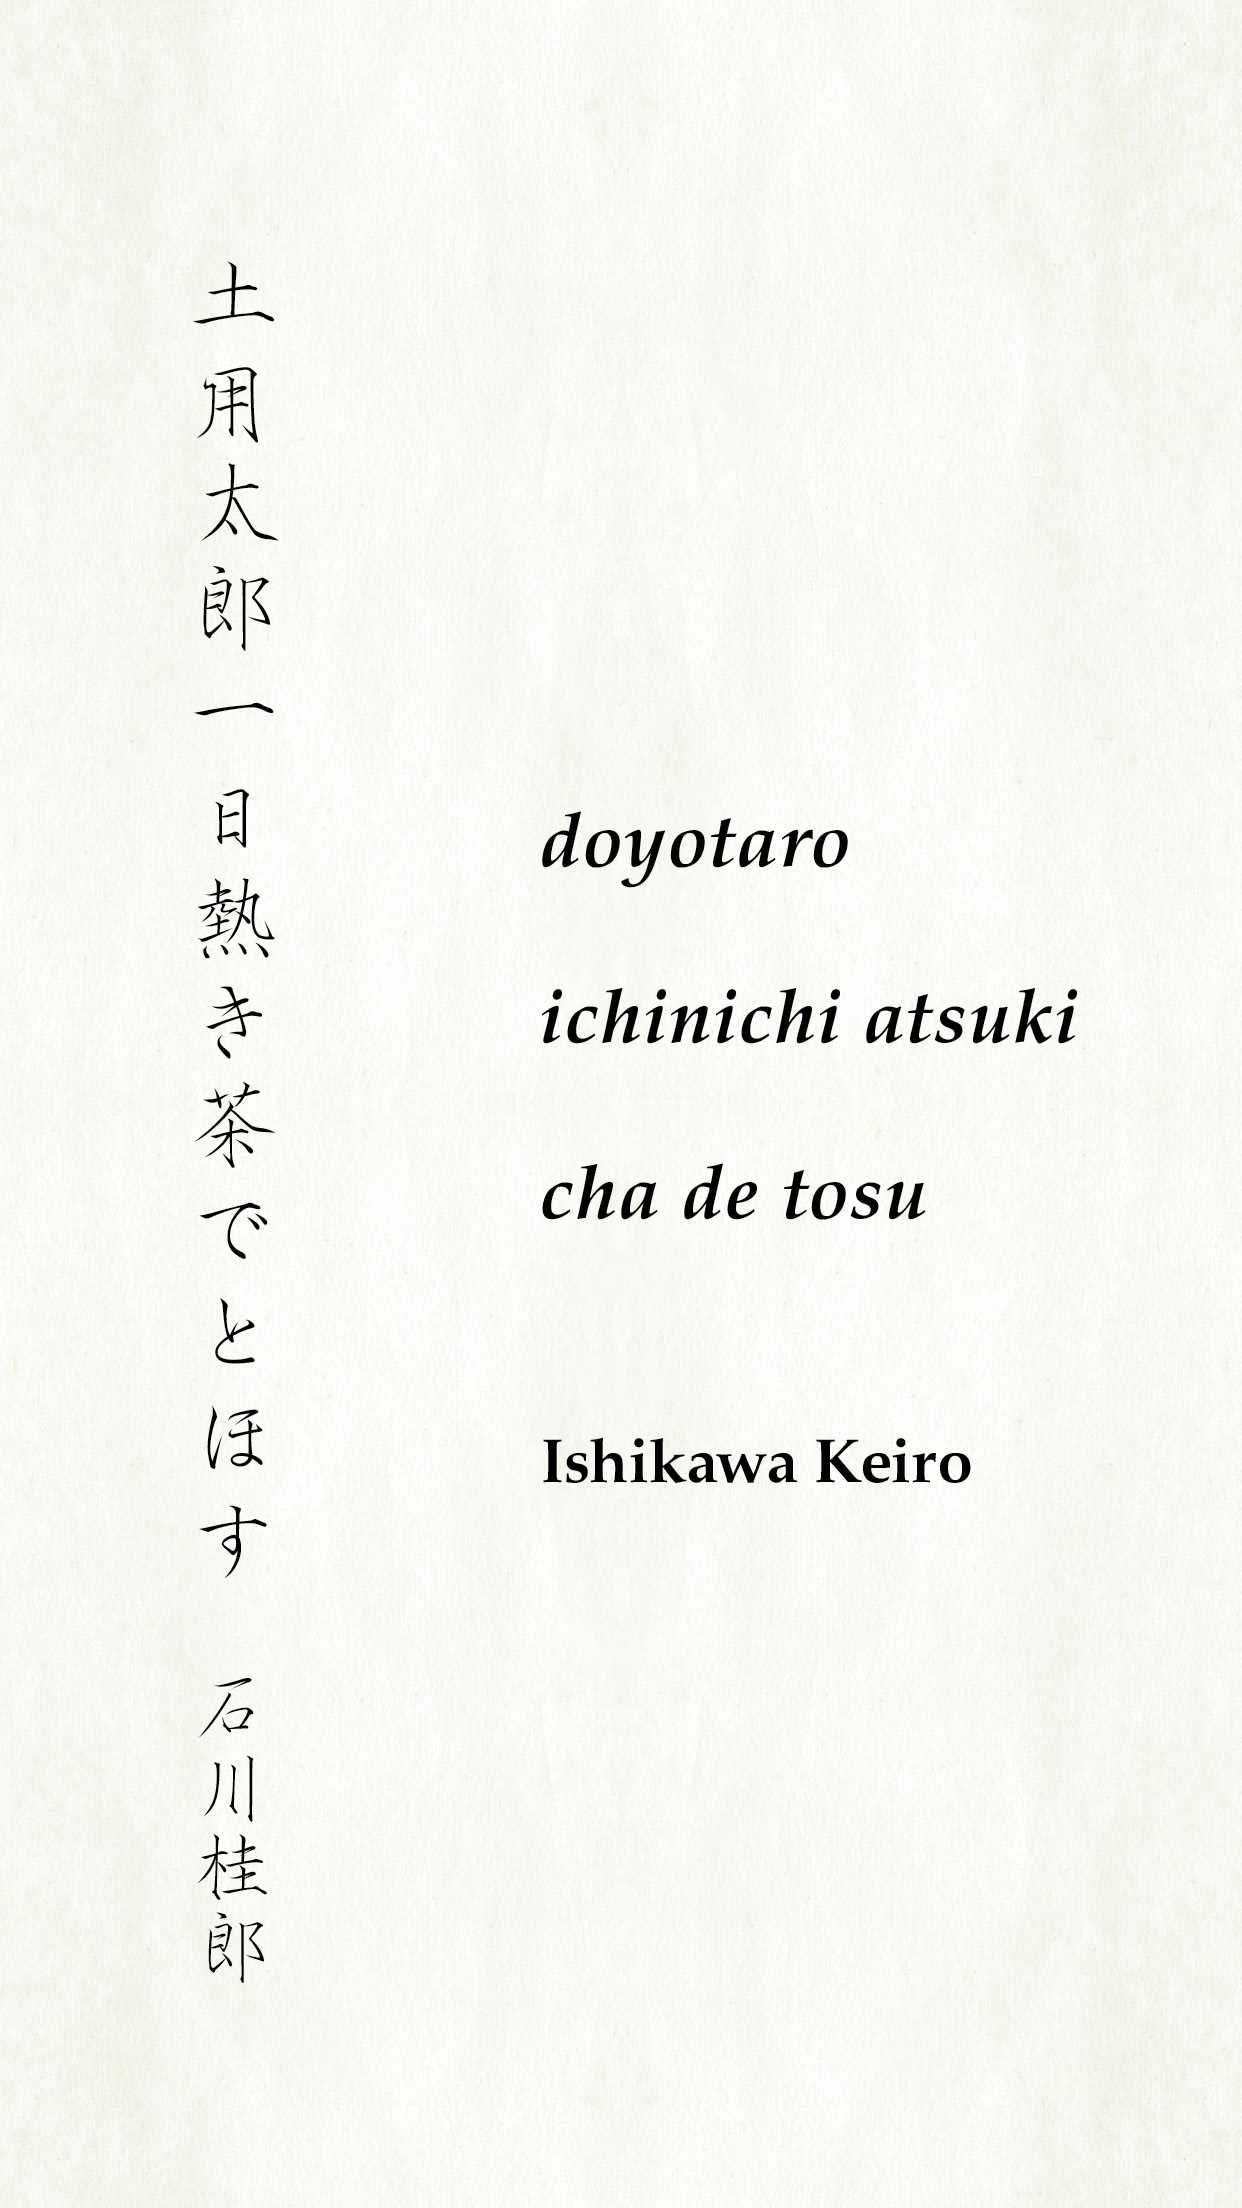 土用太郎一日熱き茶でとほす
石川桂郎
doyotaro
ichinichi atsuki
cha de tosu
Ishikawa Keiro